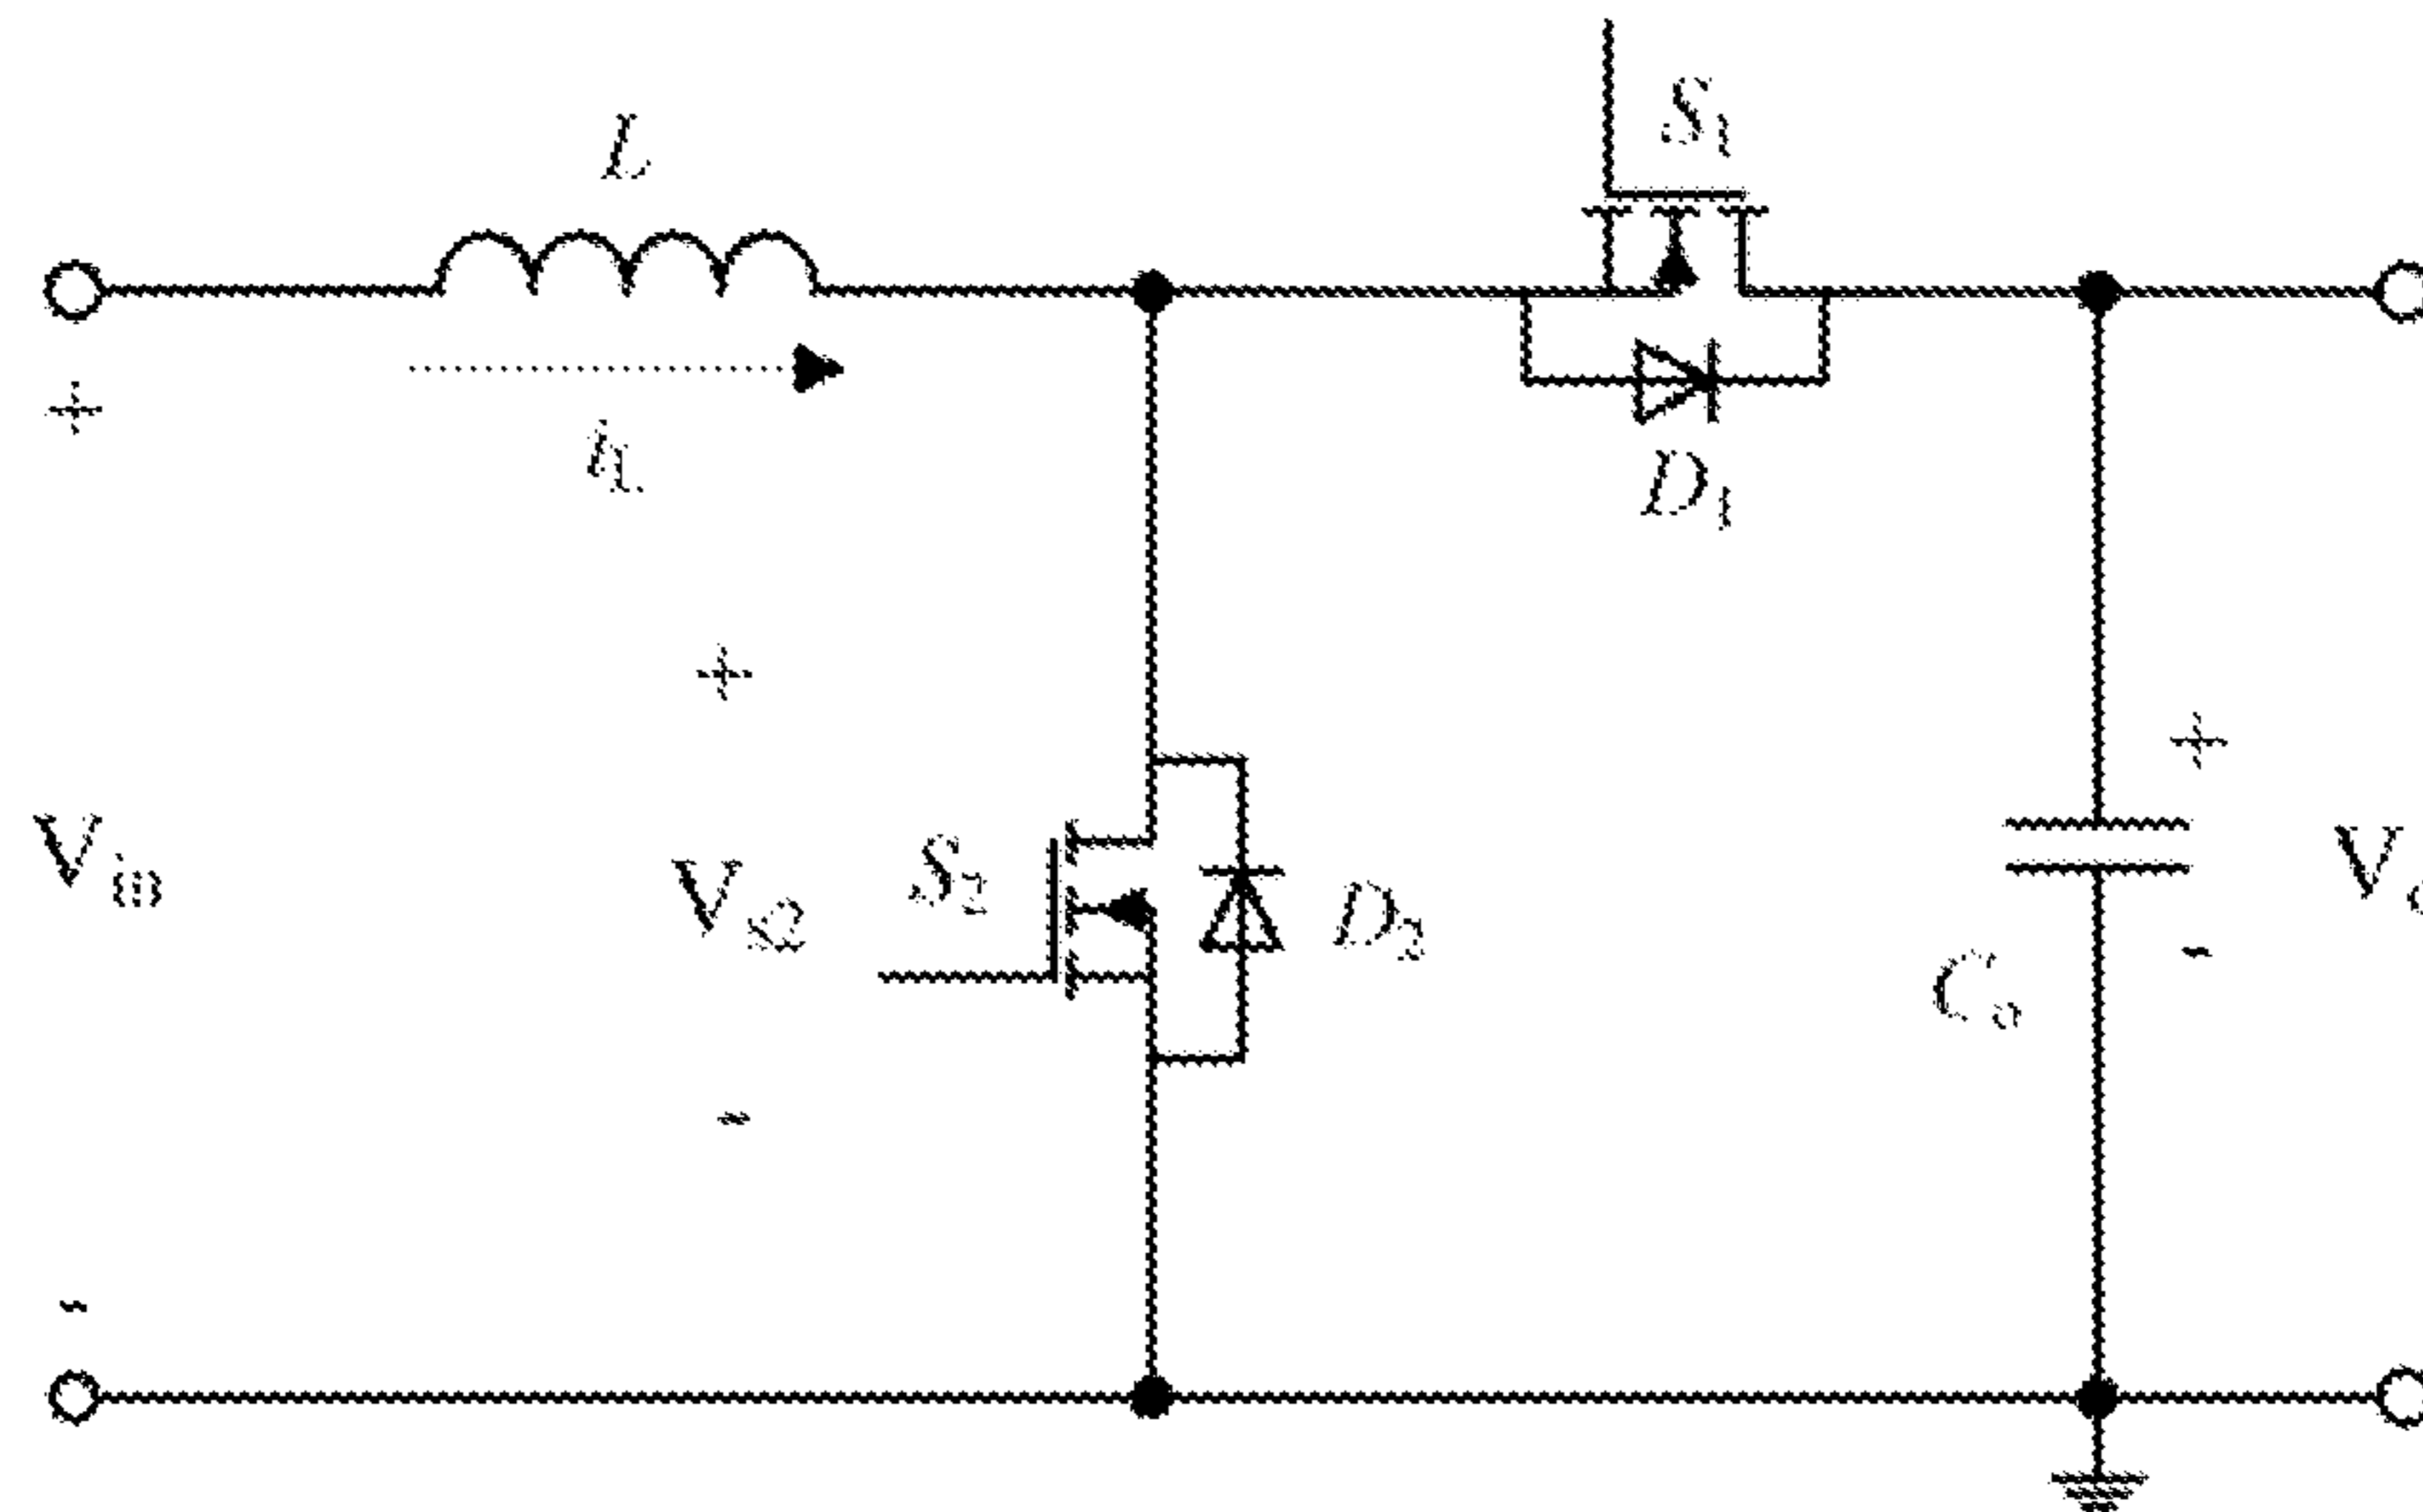 L
S1
+
iL
D1
+
+
Vin
Vs2
S2
D2
Co
-
-
-